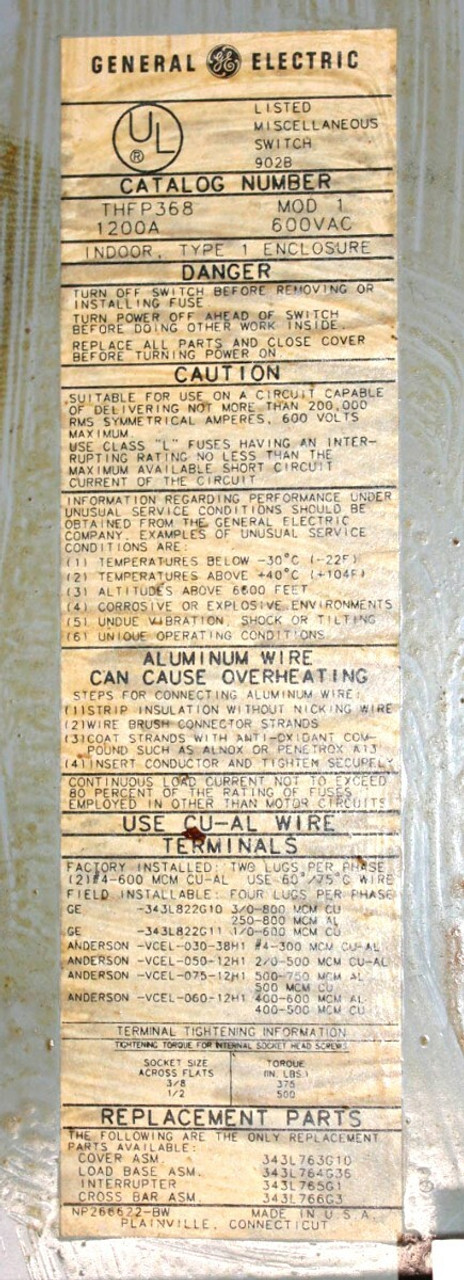 GENERAL GE ELECTRIC
UL ®
LISTED
MISCELLANEOUS
SWITCH
902B
CATALOG NUMBER
THFP368 MOD 1
1200A 600VAC
INDOOR, TYPE 1 ENCLOSURE
DANGER
TURN OFF SWITCH BEFORE REMOVING OR
INSTALLING FUSE
TURN POWER OFF AHEAD OF SWITCH
BEFORE DOING OTHER WORK INSIDE.
REPLACE ALL PARTS AND CLOSE COVER
BEFORE TURNING POWER ON
CAUTION
SUITABLE FOR USE ON A CIRCUIT CAPABLE
OF DELIVERING NOT MORE THAN 200,000
RMS SYMMETRICAL AMPERES, 600 VOLTS
MAXIMUM.
USE CLASS "L" FUSES HAVING AN INTER-
RUPTING RATING NO LESS THAN THE
MAXIMUM AVAILABLE SHORT CIRCUIT
CURRENT OF THE CIRCUIT
INFORMATION REGARDING PERFORMANCE UNDER
UNUSUAL SERVICE CONDITIONS SHOULD BE
OBTAINED FROM THE GENERAL ELECTRIC
COMPANY. EXAMPLES OF UNUSUAL SERVICE
CONDITIONS ARE:
(1) TEMPERATURES BELOW -30°C (-22F)
(2) TEMPERATURES ABOVE +40°C (+104F)
(3) ALTITUDES ABOVE 6600 FEET
(4) CORROSIVE OR EXPLOSIVE ENVIRONMENTS
(5) UNDUE VIBRATION, SHOCK OR TILTING
(6) UNIQUE OPERATING CONDITIONS
ALUMINUM WIRE
CAN CAUSE OVERHEATING
STEPS FOR CONNECTING ALUMINUM WIRE:
(1)STRIP INSULATION WITHOUT NICKING WIRE
(2)WIRE BRUSH CONNECTOR STRANDS
(3)COAT STRANDS WITH ANTI-OXIDANT COM-
POUND SUCH AS ALNOX OR PENETROX A13
(4)INSERT CONDUCTOR AND TIGHTEN SECURELY
CONTINUOUS LOAD CURRENT NOT TO EXCEED
80 PERCENT OF THE RATING OF FUSES
EMPLOYED IN OTHER THAN MOTOR CIRCUITS
USE CU-AL WIRE
TERMINALS
FACTORY INSTALLED: TWO LUGS PER PHASE
(2)#4-600 MCM CU-AL USE 60°/75°C WIRE
FIELD INSTALLABLE: FOUR LUGS PER PHASE
GE -343L822G10 3/0-800 MCM CU
250-800 MCM AL
GE -343L822G11 1/0-600 MCM CU
ANDERSON -VCEL-030-38H1 #4-300 MCM CU-AL
ANDERSON -VCEL-050-12H1 2/0-500 MCM CU-AL
ANDERSON -VCEL-075-12H1 500-750 MCM AL
500 MCM CU
ANDERSON -VCEL-060-12H1 400-600 MCM AL
400-500 MCM CU
TERMINAL TIGHTENING INFORMATION
TIGHTENING TORQUE FOR INTERNAL SOCKET HEAD SCREWS
SOCKET SIZE TORQUE
ACROSS FLATS (IN. LBS.)
3/8 375
1/2 500
REPLACEMENT PARTS
THE FOLLOWING ARE THE ONLY REPLACEMENT
PARTS AVAILABLE:
COVER ASM. 343L763G10
LOAD BASE ASM. 343L764G36
INTERRUPTER 343L765G1
CROSS BAR ASM. 343L766G3
NP266622-BW MADE IN U.S.A.
PLAINVILLE, CONNECTICUT